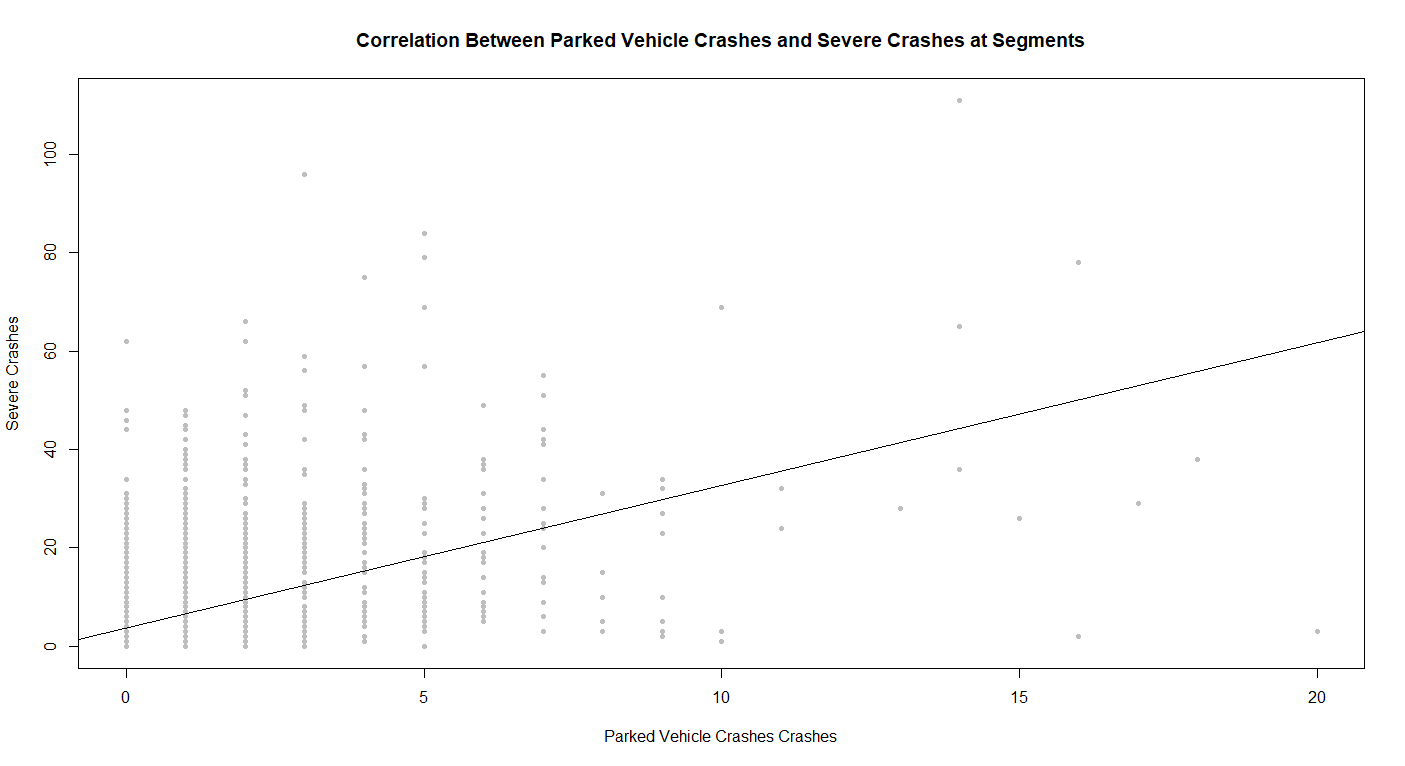 Correlation Between Parked Vehicle Crashes and Severe Crashes at Segments
Severe Crashes
100
80
60
40
20
0
0 5 10 15 20
Parked Vehicle Crashes Crashes